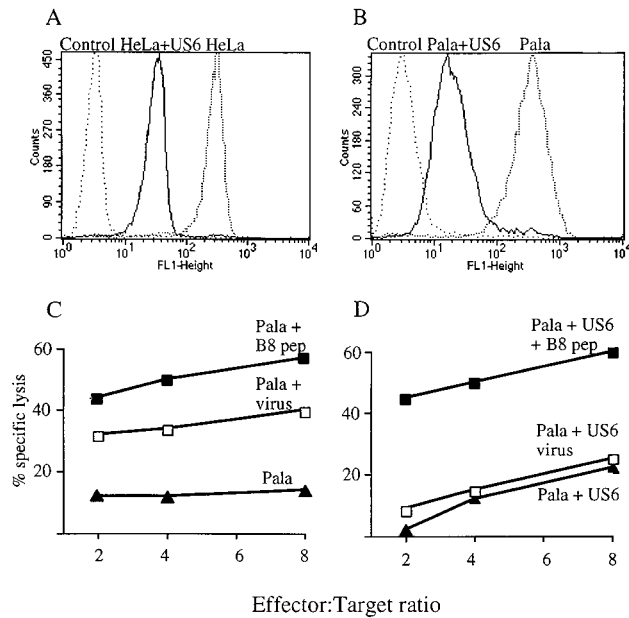 A
B
Control HeLa+US6 HeLa
Control Pala+US6 Pala
Counts
450
360
270
180
90
0
10^0 10^1 10^2 10^3 10^4
FL1-Height
Counts
300
240
180
120
60
0
10^0 10^1 10^2 10^3 10^4
FL1-Height
C
D
% specific lysis
60
40
20
Pala +
B8 pep
Pala +
virus
Pala
2 4 8
60
40
20
Pala + US6
+ B8 pep
Pala + US6
virus
Pala + US6
2 4 8
Effector:Target ratio